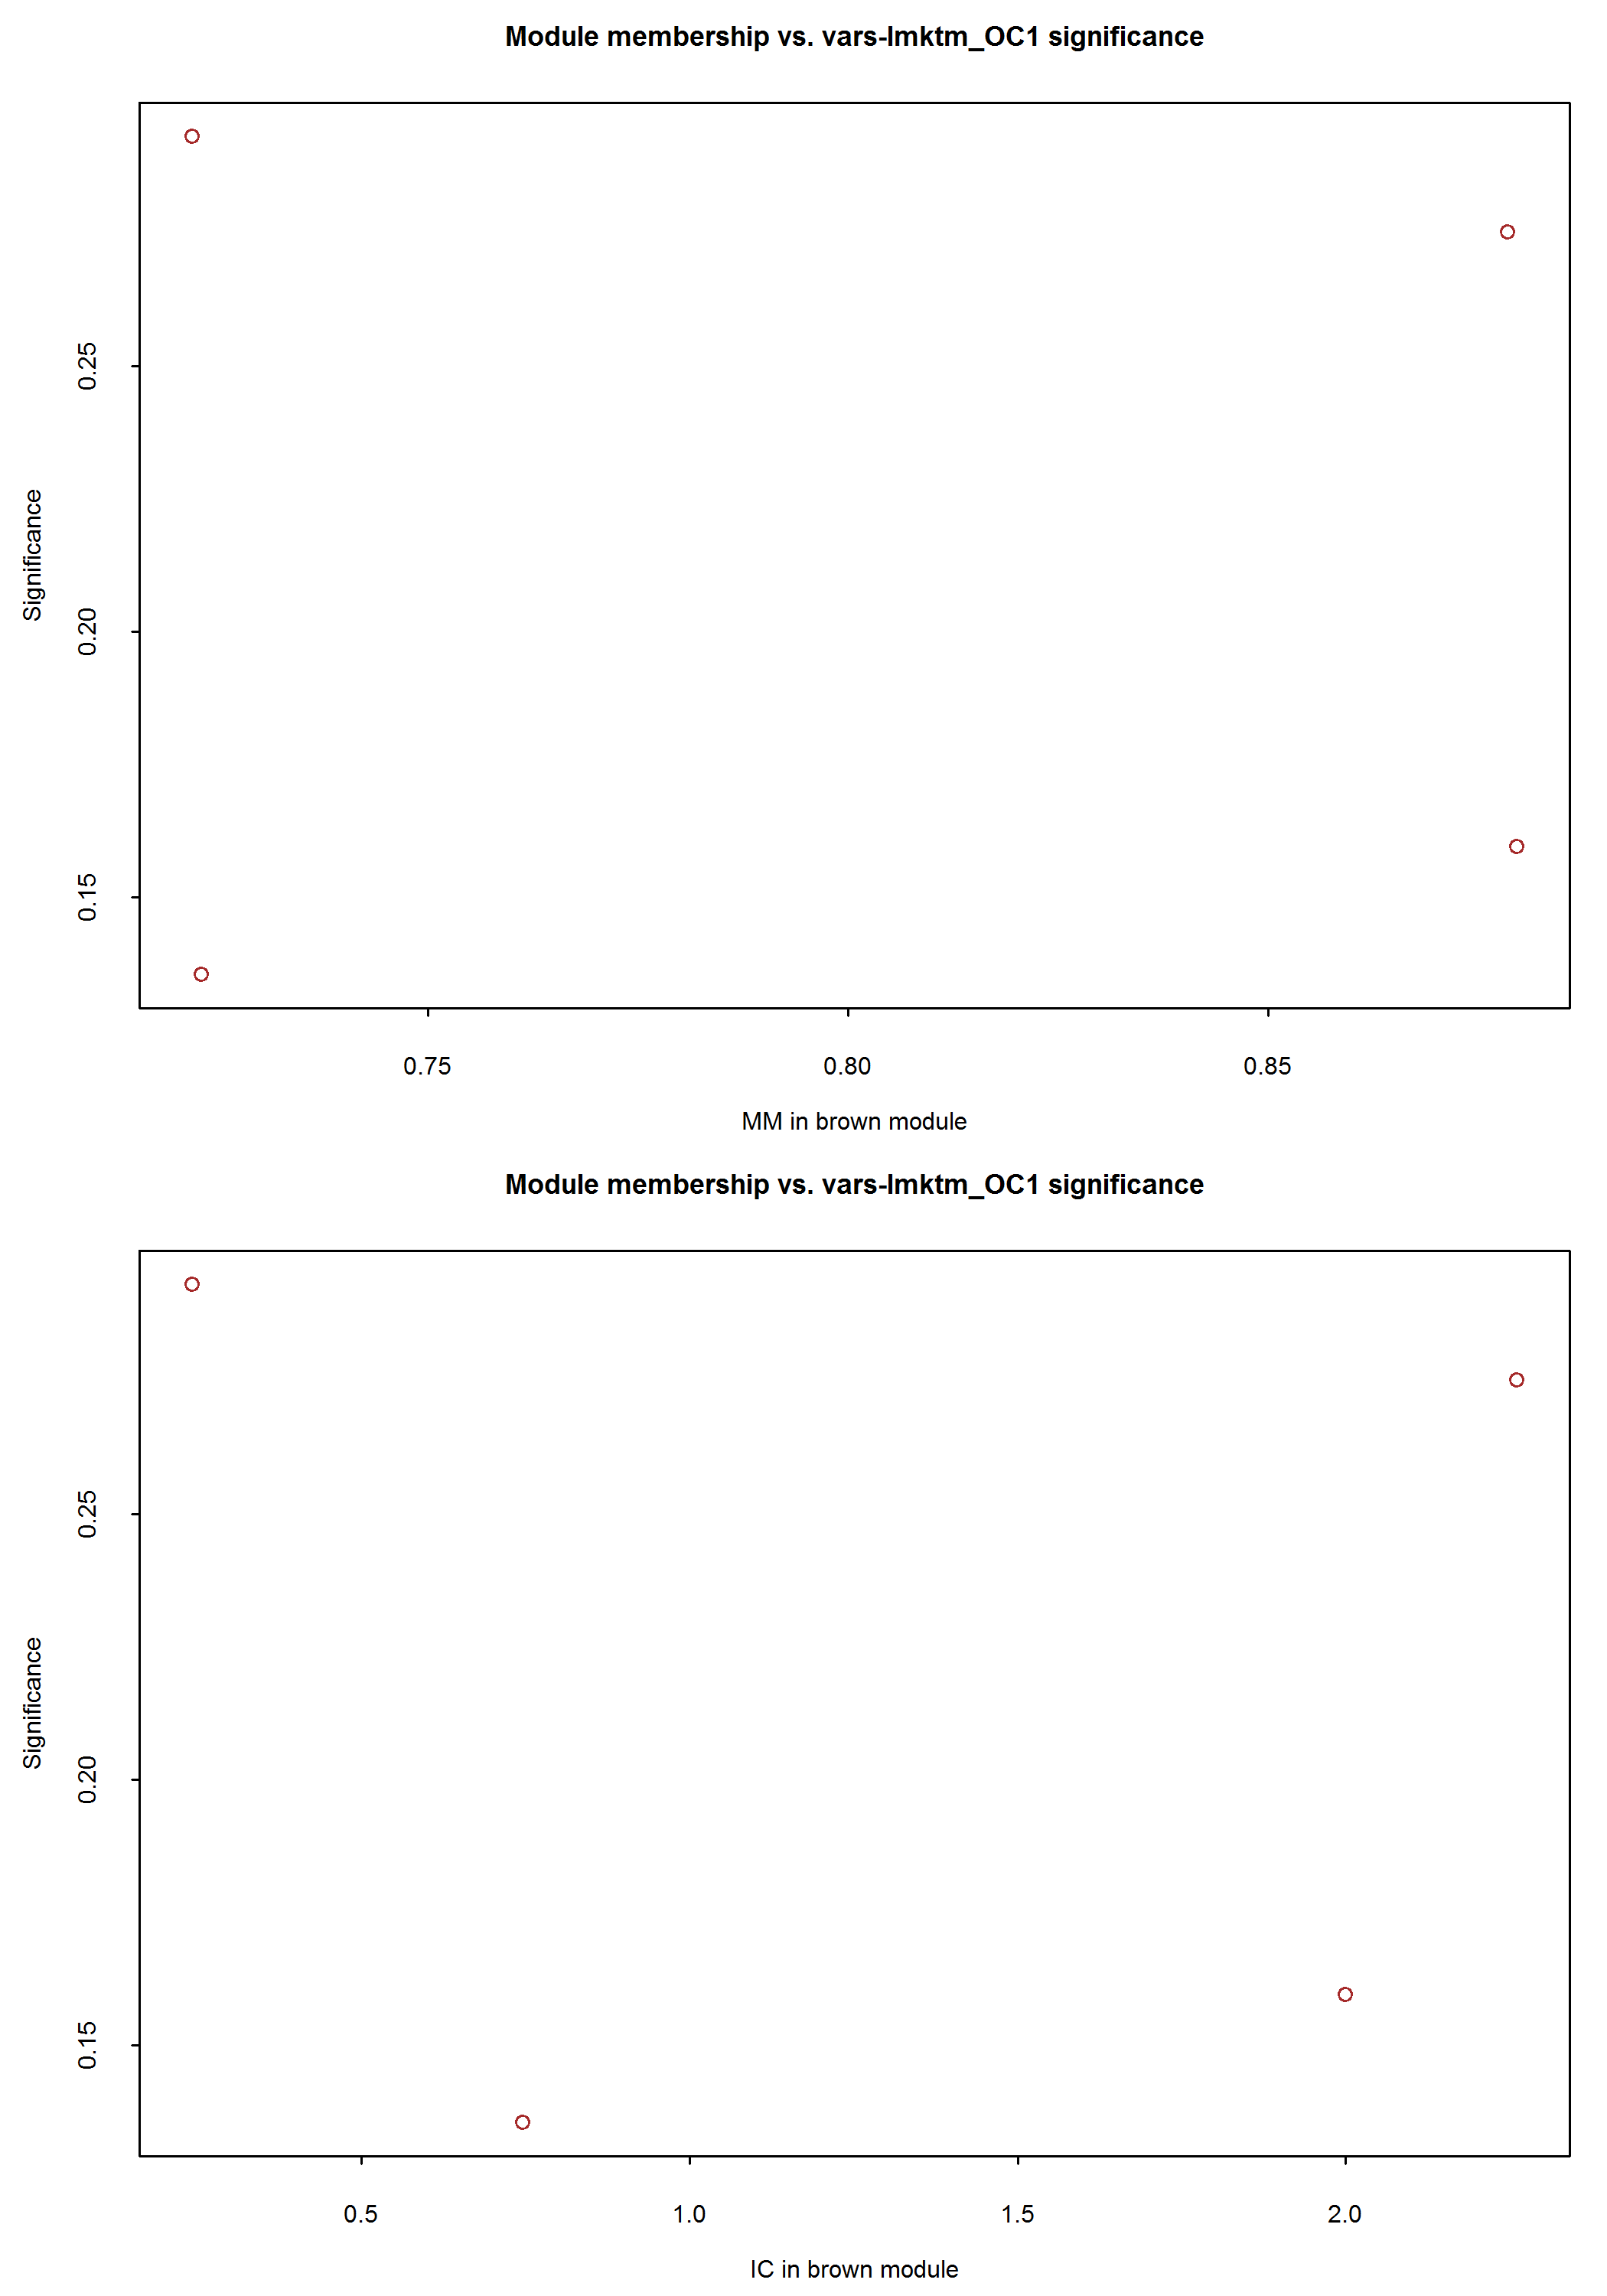 Module membership vs. vars-lmktm_OC1 significance
0.25
0.20
0.15
Significance
0.75 0.80 0.85
MM in brown module
Module membership vs. vars-lmktm_OC1 significance
0.25
0.20
0.15
Significance
0.5 1.0 1.5 2.0
IC in brown module